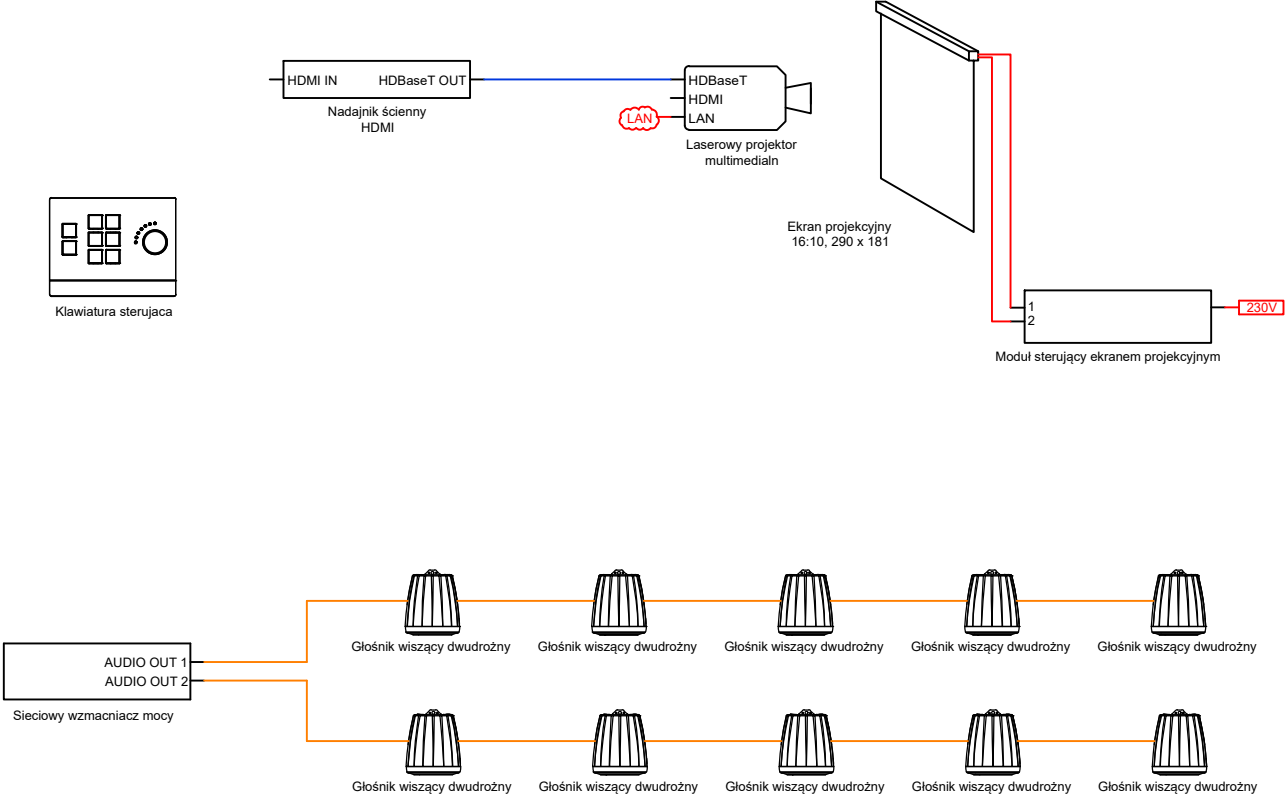 HDMI IN
HDBaseT OUT
Nadajnik ścienny
HDMI
HDBaseT
HDMI
LAN
LAN
Laserowy projektor
multimedialn
Ekran projekcyjny
16:10, 290 x 181
Klawiatura sterujaca
1
2
230V
Moduł sterujący ekranem projekcyjnym
AUDIO OUT 1
AUDIO OUT 2
Sieciowy wzmacniacz mocy
Głośnik wiszący dwudrożny
Głośnik wiszący dwudrożny
Głośnik wiszący dwudrożny
Głośnik wiszący dwudrożny
Głośnik wiszący dwudrożny
Głośnik wiszący dwudrożny
Głośnik wiszący dwudrożny
Głośnik wiszący dwudrożny
Głośnik wiszący dwudrożny
Głośnik wiszący dwudrożny